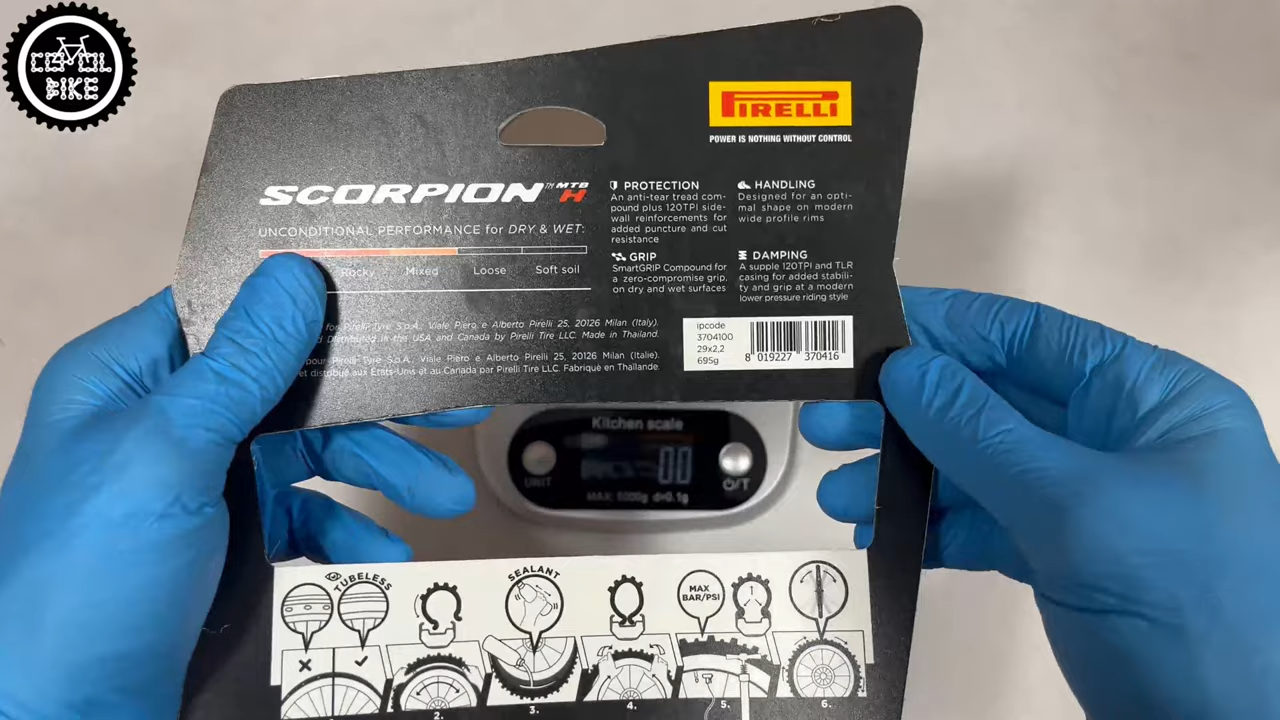 CEPOL
BIKE
PIRELLI
POWER IS NOTHING WITHOUT CONTROL
SCORPION™ MTB
H
UNCONDITIONAL PERFORMANCE for DRY & WET:
Rocky Mixed Loose Soft soil
PROTECTION
An anti-tear tread com-
pound plus 120TPI side-
wall reinforcements for
added puncture and cut
resistance
HANDLING
Designed for an opti-
mal shape on modern
wide profile rims
GRIP
SmartGRIP Compound for
a zero-compromise grip,
on dry and wet surfaces
DAMPING
A supple 120TPI and TLR
casing for added stabili-
ty and grip at a modern
lower pressure riding style
for Pirelli Tyre S.p.A., Viale Piero e Alberto Pirelli 25, 20126 Milan (Italy).
Distributed in the USA and Canada by Pirelli Tire LLC. Made in Thailand.
pour Pirelli Tyre S.p.A., Viale Piero e Alberto Pirelli 25, 20126 Milan (Italie).
et distribué aux Etats-Unis et au Canada par Pirelli Tire LLC. Fabriqué en Thaïlande.
ipcode
3704100
29x2,2
695g
8 019227 370416
Kitchen scale
00
UNIT
⏻/T
MAX: 5000g d=0.1g
TUBELESS
SEALANT
MAX
BAR/PSI
2. 3. 4. 5. 6.